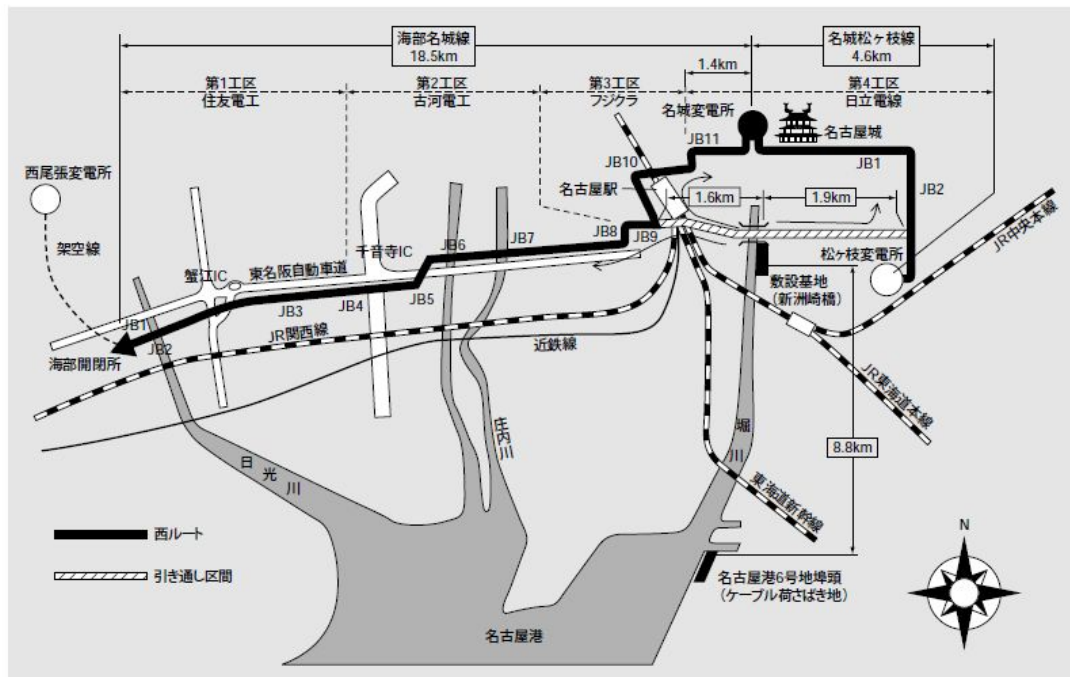 海部名城線
18.5km
名城松ヶ枝線
4.6km
1.4km
第1工区
住友電工
第2工区
古河電工
第3工区
フジクラ
第4工区
日立電線
名城変電所
名古屋城
JB11
JB1
JB10
JB2
西尾張変電所
名古屋駅
1.6km
1.9km
架空線
千音寺IC
JB6
JB7
JB8
JB9
JR中央本線
松ヶ枝変電所
蟹江IC
東名阪自動車道
敷設基地
(新洲崎橋)
JB5
JB4
JB3
JB1
JB2
JR関西線
近鉄線
海部開閉所
JR東海道本線
庄内川
堀川
8.8km
日光川
東海道新幹線
西ルート
引き通し区間
N
名古屋港6号地埠頭
(ケーブル荷さばき地)
名古屋港